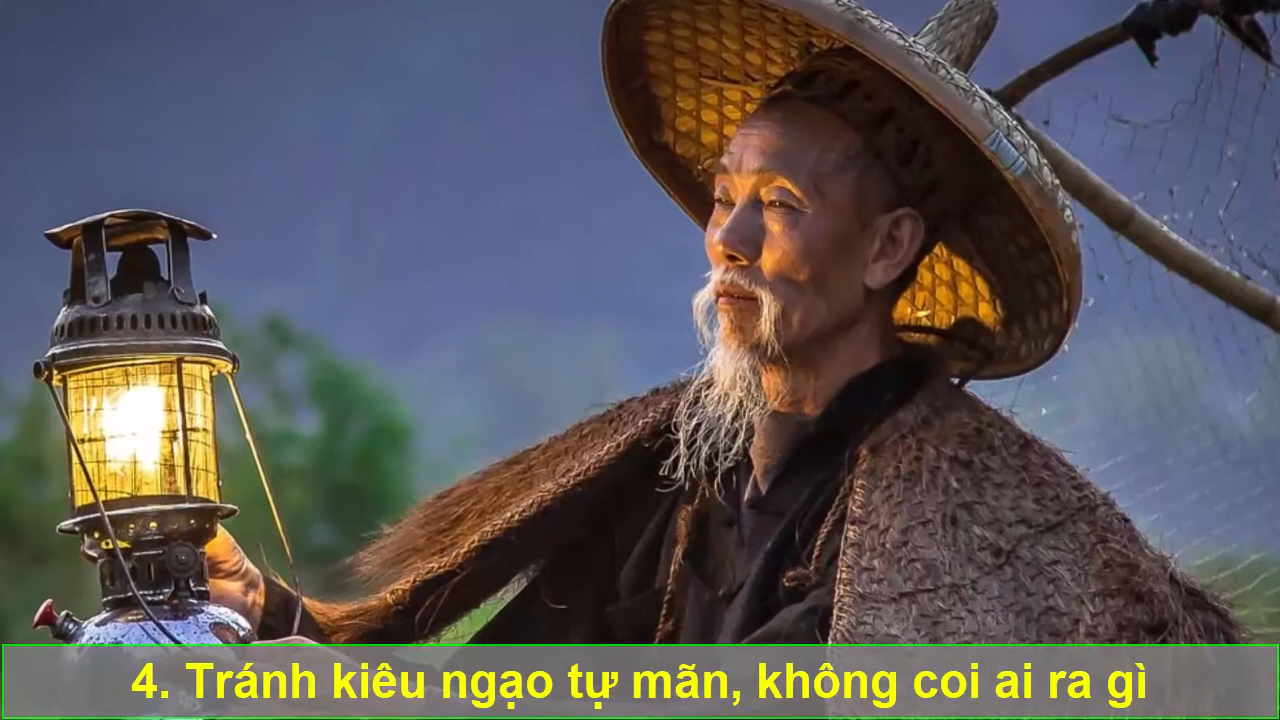 4. Tránh kiêu ngạo tự mãn, không coi ai ra gì